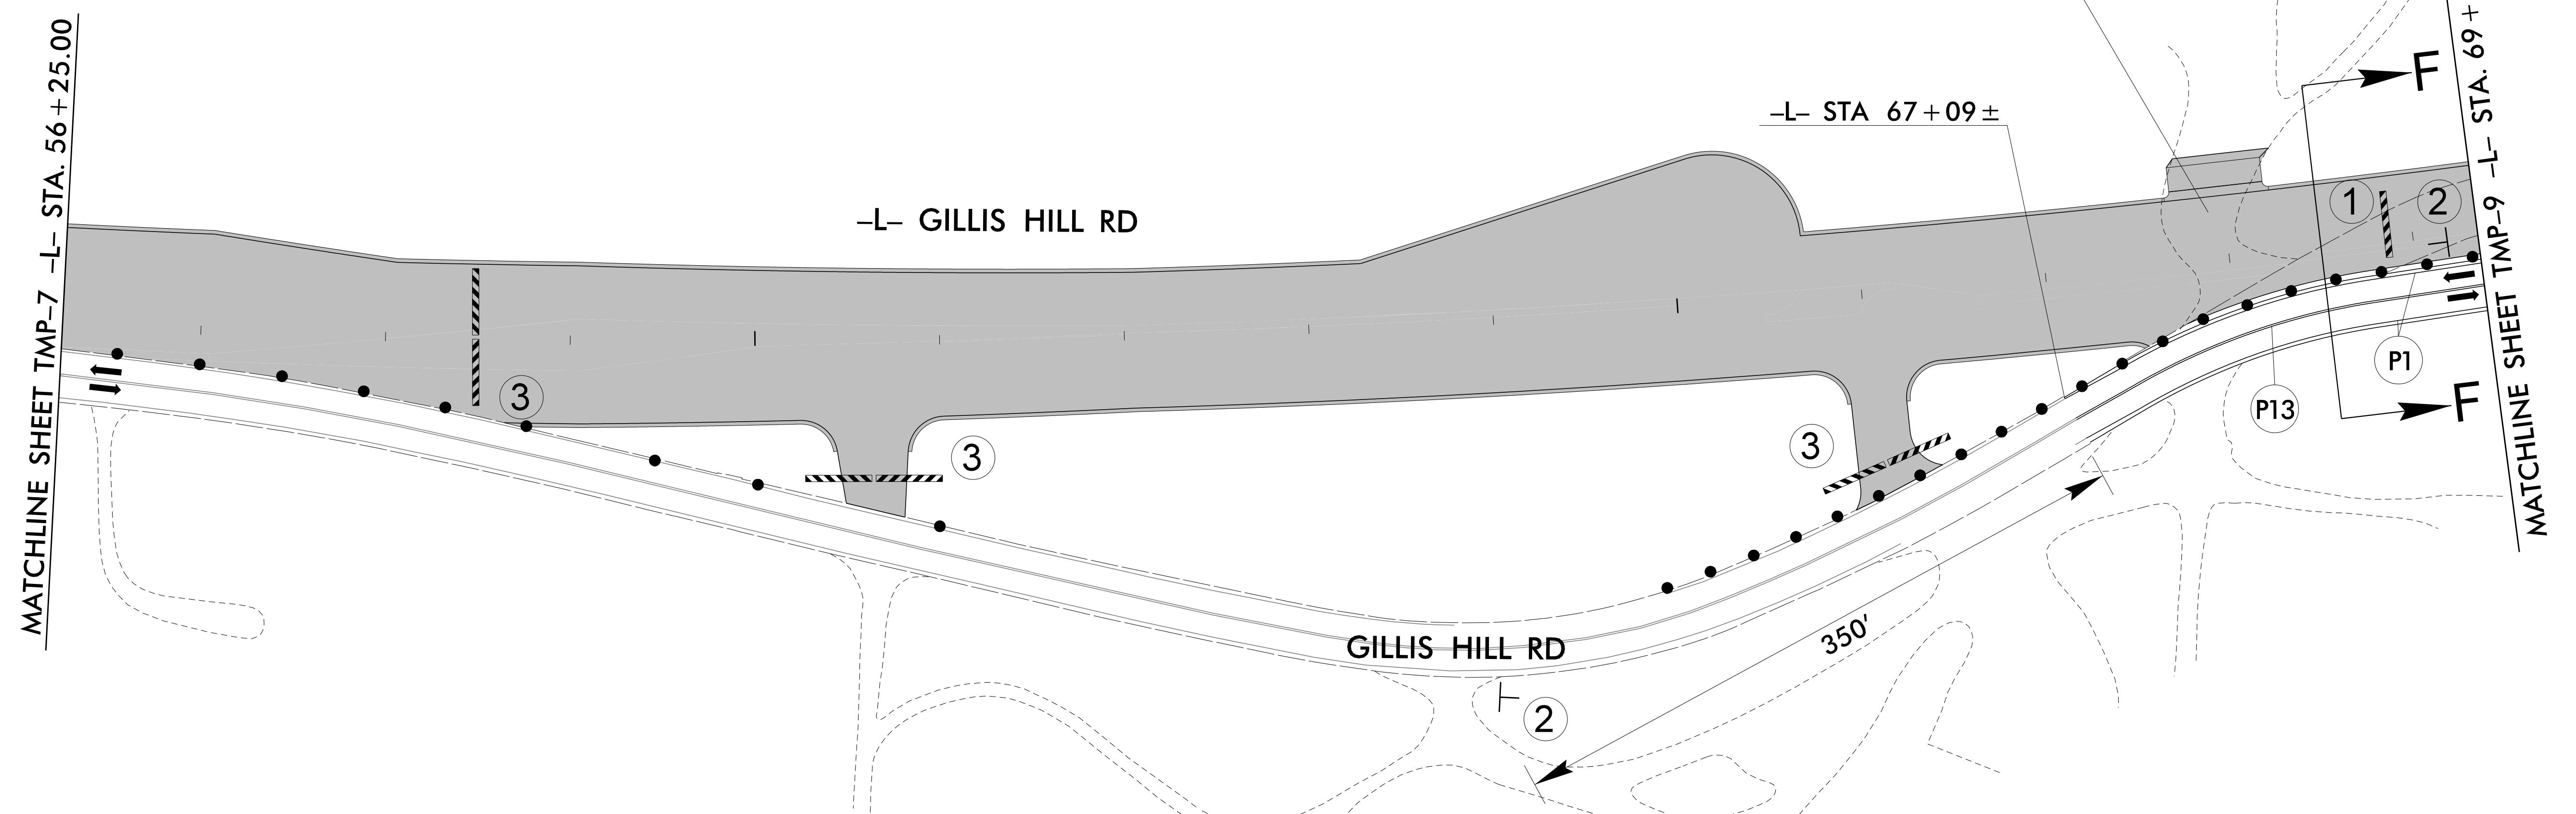 MATCHLINE SHEET TMP-7 -L- STA. 56+25.00
-L- GILLIS HILL RD
-L- STA 67+09±
F
1
2
MATCHLINE SHEET TMP-9 -L- STA. 69+
3
3
3
P1
P13
F
350'
GILLIS HILL RD
2